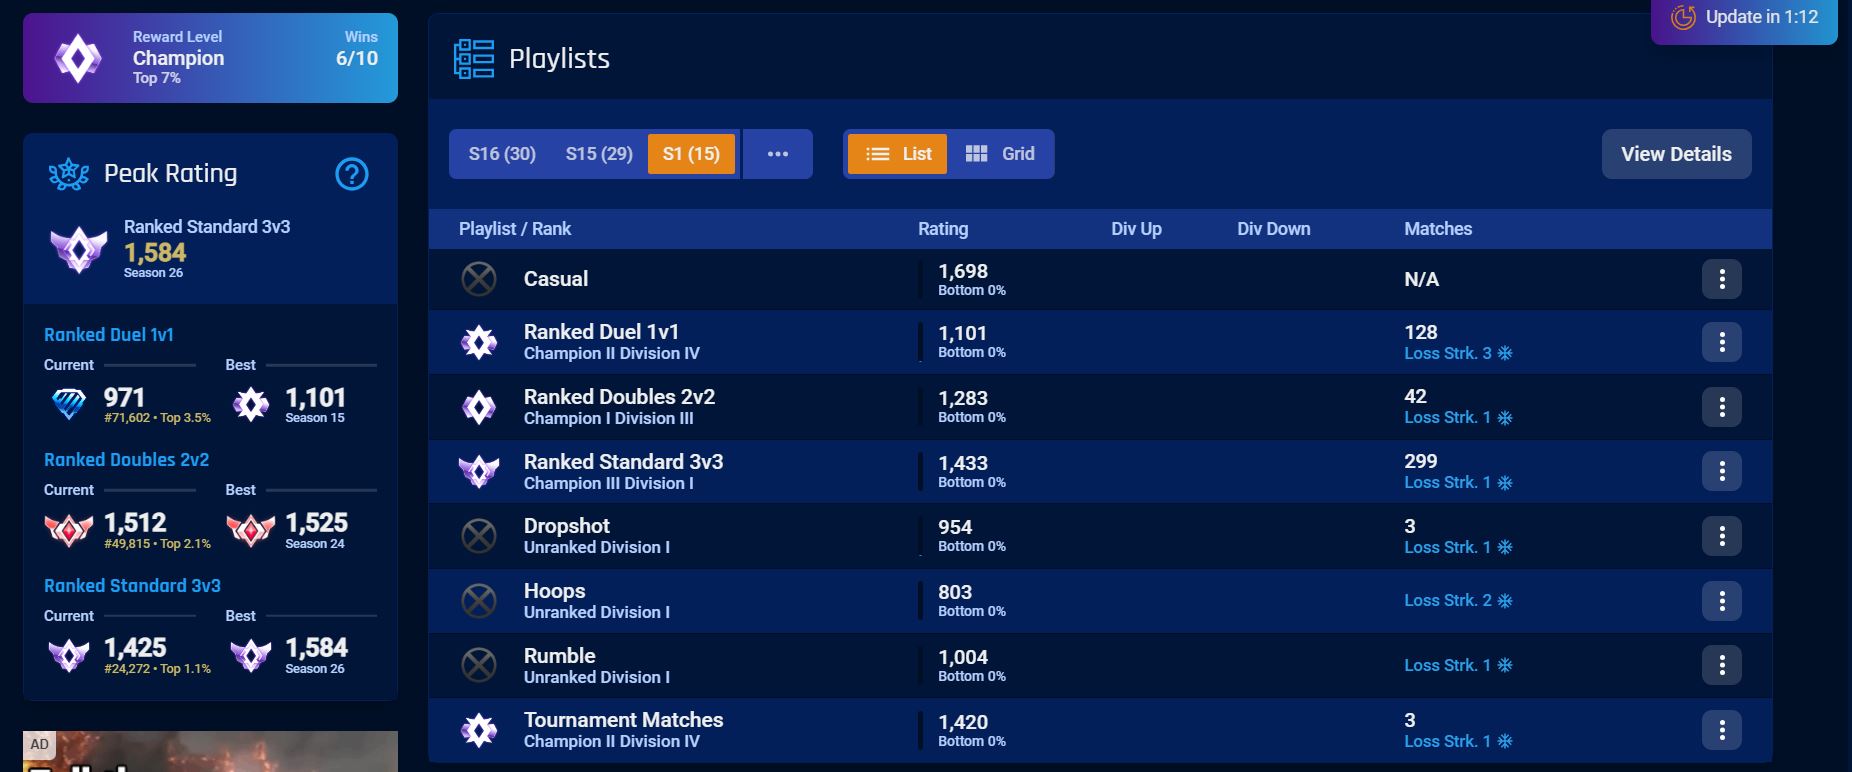 Reward Level
Wins
Champion
6/10
Top 7%
Peak Rating
?
Ranked Standard 3v3
1,584
Season 26
Ranked Duel 1v1
Current
Best
971
#71,602 • Top 3.5%
1,101
Season 15
Ranked Doubles 2v2
Current
Best
1,512
#49,815 • Top 2.1%
1,525
Season 24
Ranked Standard 3v3
Current
Best
1,425
#24,272 • Top 1.1%
1,584
Season 26
AD
Update in 1:12
Playlists
S16 (30)
S15 (29)
S1 (15)
List
Grid
View Details
Playlist / Rank
Rating
Div Up
Div Down
Matches
Casual
1,698
Bottom 0%
N/A
Ranked Duel 1v1
Champion II Division IV
1,101
Bottom 0%
128
Loss Strk. 3
Ranked Doubles 2v2
Champion I Division III
1,283
Bottom 0%
42
Loss Strk. 1
Ranked Standard 3v3
Champion III Division I
1,433
Bottom 0%
299
Loss Strk. 1
Dropshot
Unranked Division I
954
Bottom 0%
3
Loss Strk. 1
Hoops
Unranked Division I
803
Bottom 0%
Loss Strk. 2
Rumble
Unranked Division I
1,004
Bottom 0%
Loss Strk. 1
Tournament Matches
Champion II Division IV
1,420
Bottom 0%
3
Loss Strk. 1